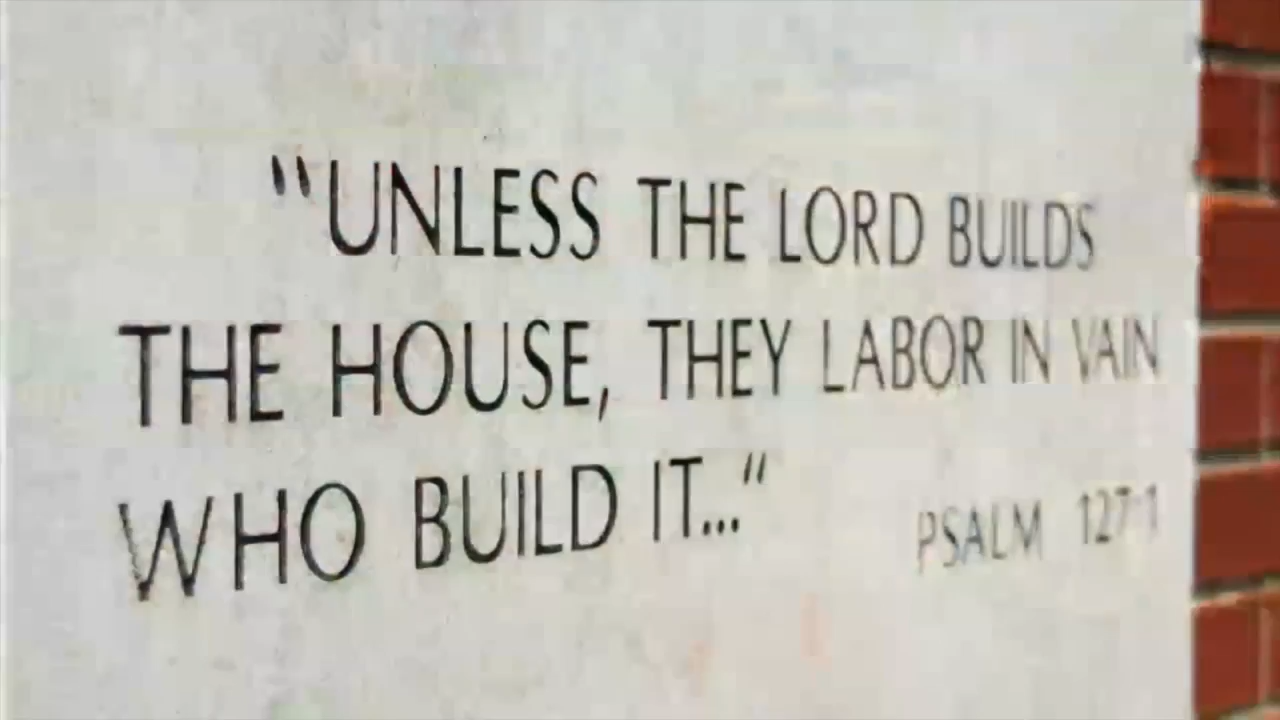 "UNLESS THE LORD BUILDS
THE HOUSE, THEY LABOR IN VAIN
WHO BUILD IT..."
PSALM 127:1